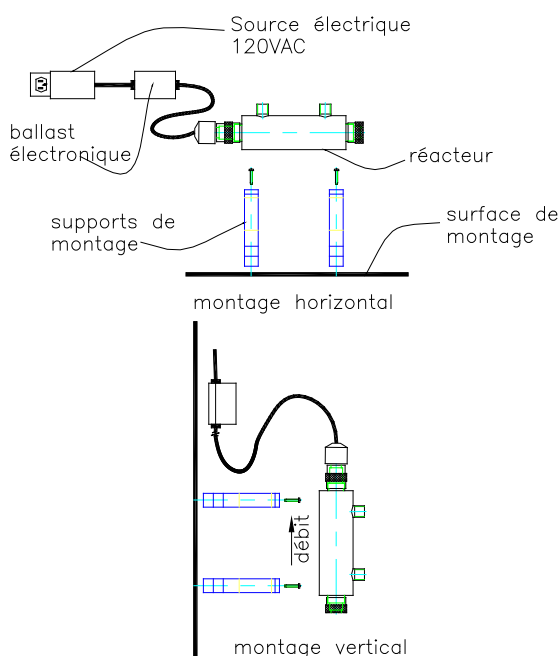 Source électrique
120VAC
ballast
électronique
réacteur
supports de
montage
surface de
montage
montage horizontal
débit
montage vertical